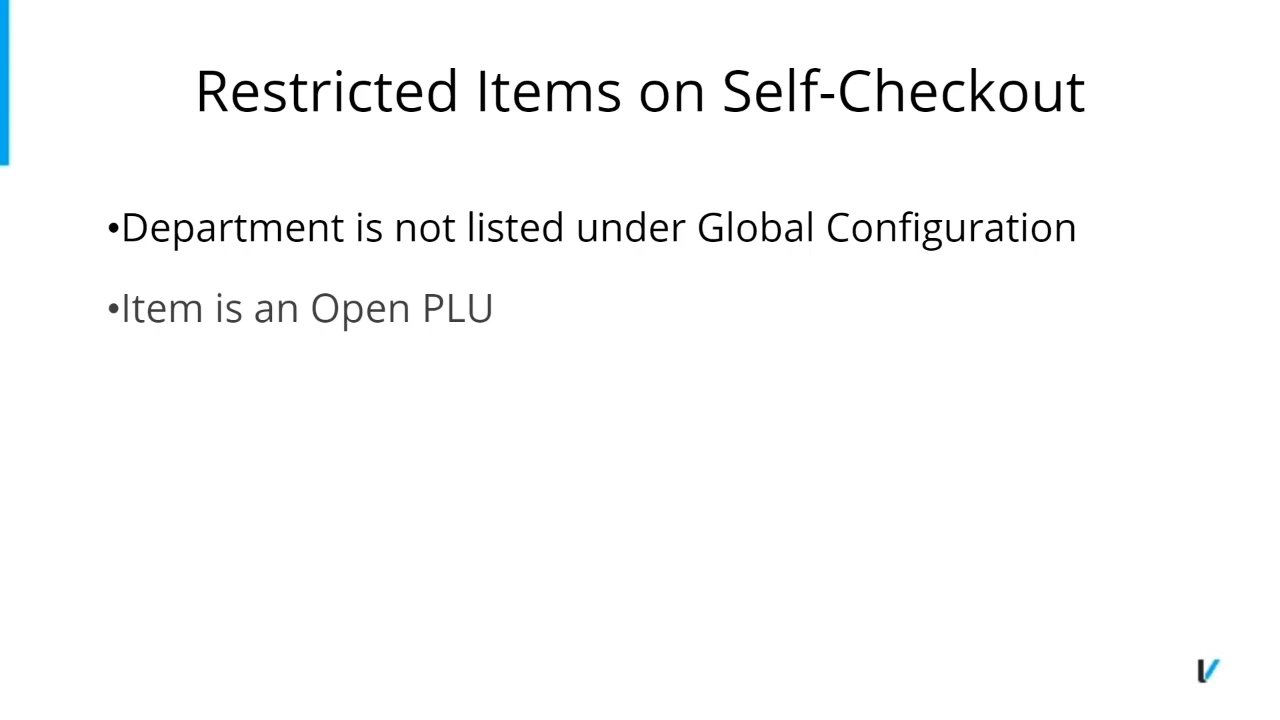 Restricted Items on Self-Checkout
•Department is not listed under Global Configuration
•Item is an Open PLU